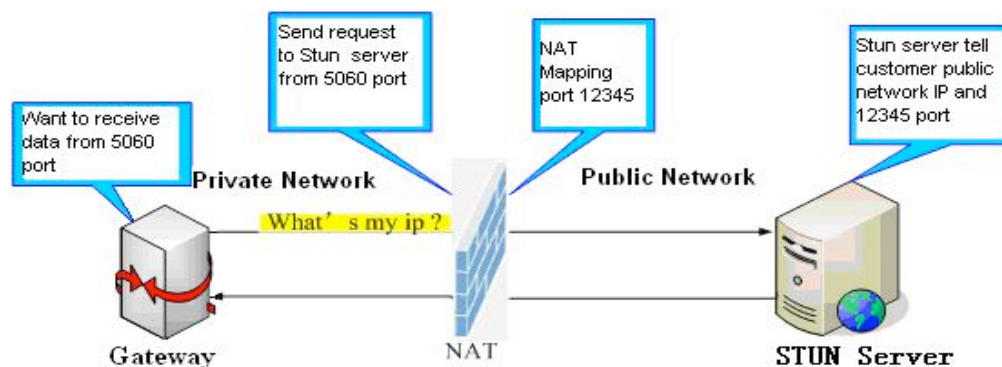 Send request
to Stun server
from 5060 port
NAT
Mapping
port 12345
Stun server tell
customer public
network IP and
12345 port
Want to receive
data from 5060
port
Private Network
Public Network
What's my ip ?
Gateway
NAT
STUN Server